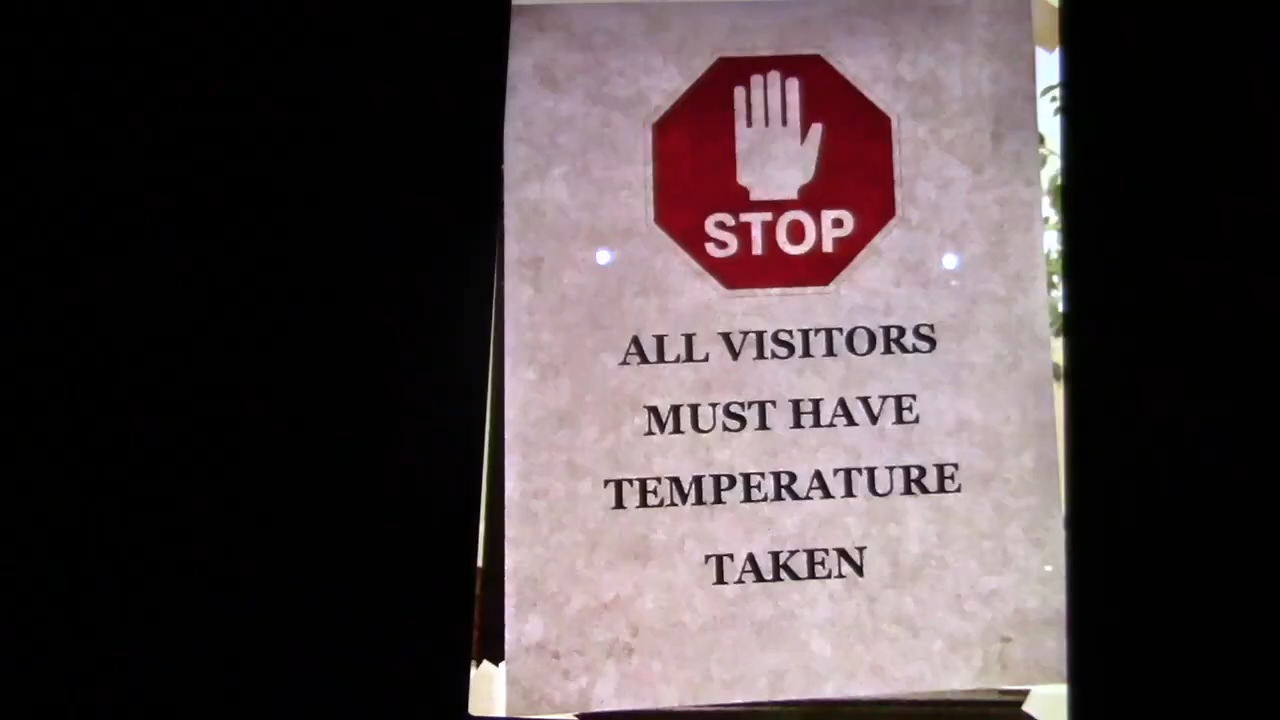 STOP
ALL VISITORS
MUST HAVE
TEMPERATURE
TAKEN